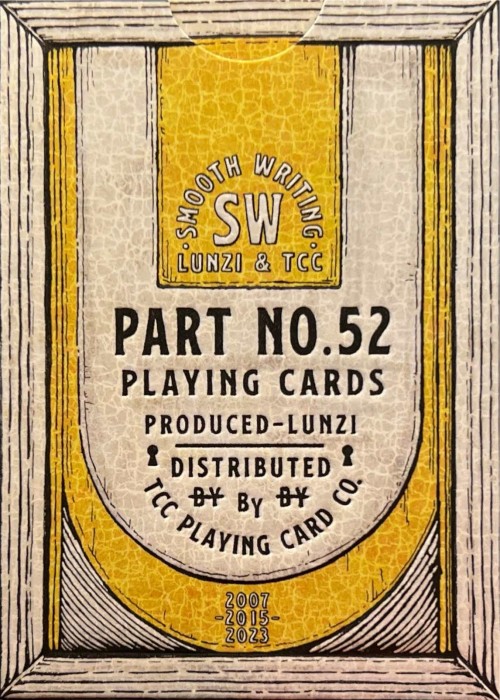 ·SMOOTH WRITING·
SW
LUNZI & TCC
PART NO.52
PLAYING CARDS
PRODUCED-LUNZI
DISTRIBUTED
BY By BY
TCC PLAYING CARD CO.
2007
-2015-
2023